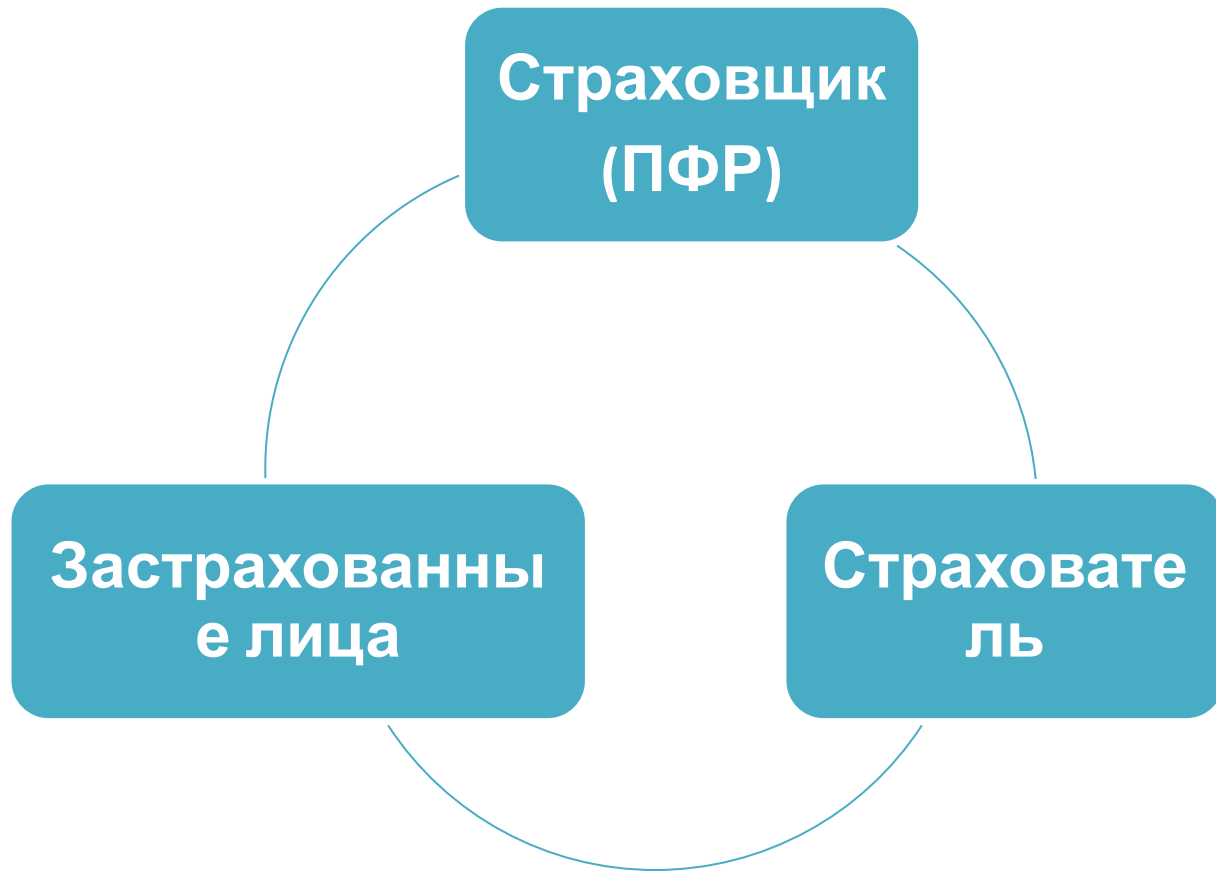 Страховщик
(ПФР)
Застрахованны
е лица
Страховате
ль